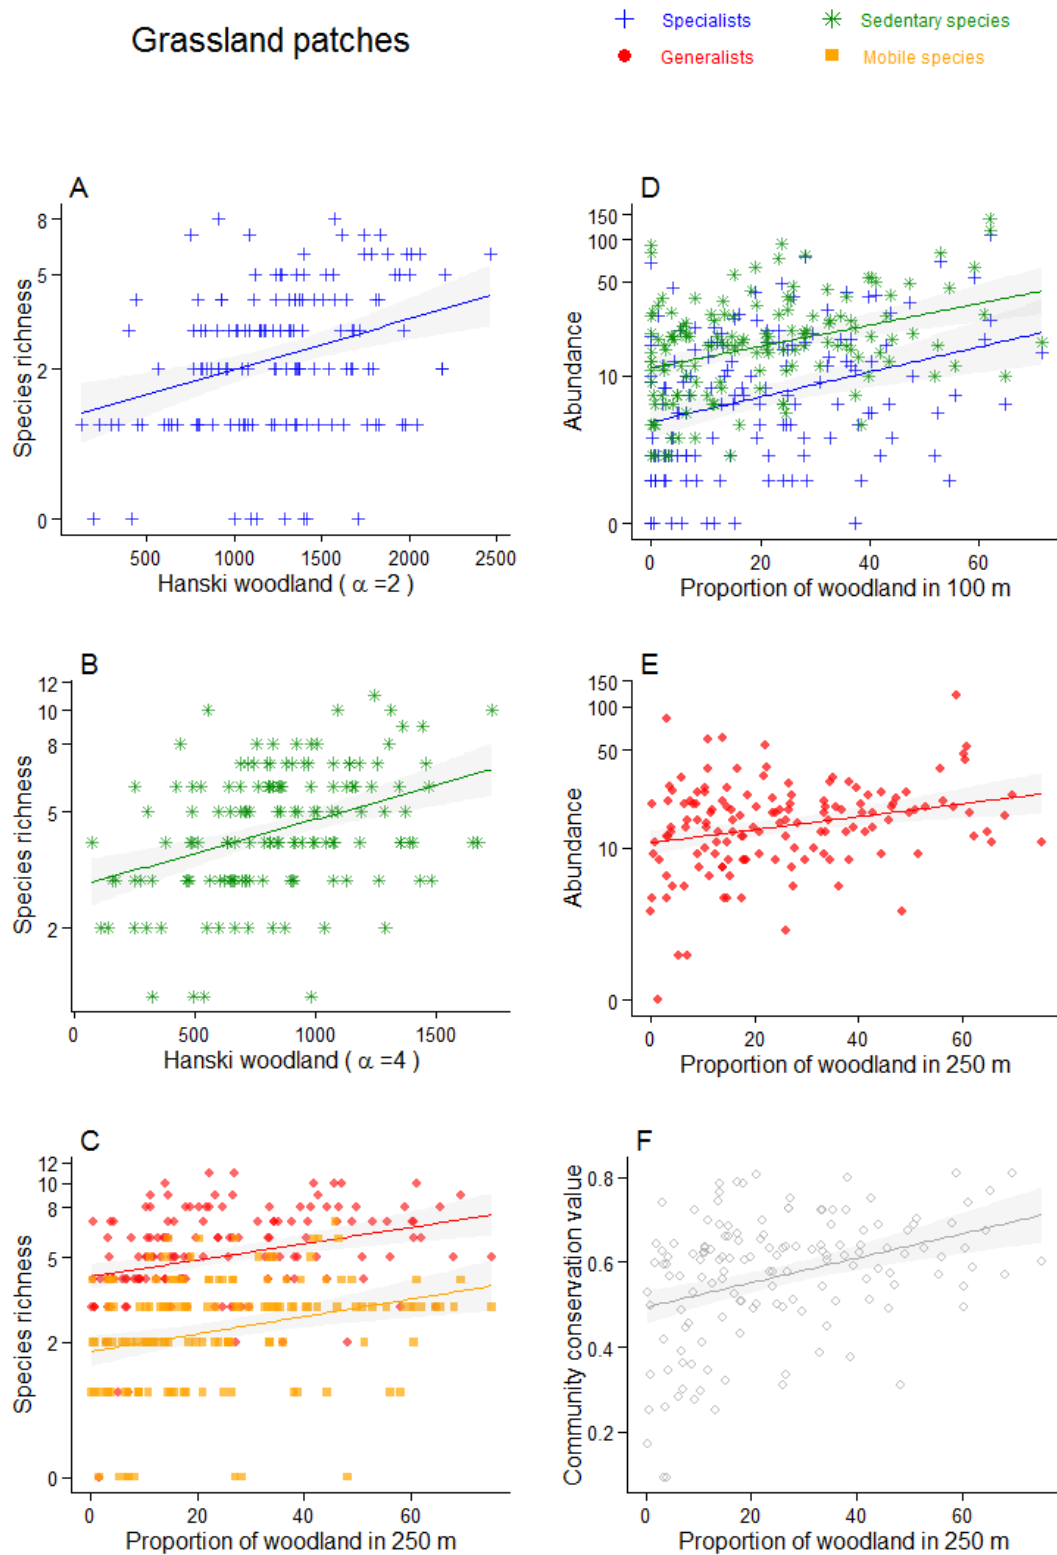 Grassland patches
Specialists
Sedentary species
Generalists
Mobile species
A
Species richness
8
5
2
0
500
1000
1500
2000
2500
Hanski woodland ( α =2 )
D
Abundance
150
100
50
10
0
0
20
40
60
Proportion of woodland in 100 m
B
Species richness
12
10
8
5
2
0
500
1000
1500
Hanski woodland ( α =4 )
E
Abundance
150
100
50
10
0
0
20
40
60
Proportion of woodland in 250 m
C
Species richness
12
10
8
5
2
0
0
20
40
60
Proportion of woodland in 250 m
F
Community conservation value
0.8
0.6
0.4
0.2
0
20
40
60
Proportion of woodland in 250 m